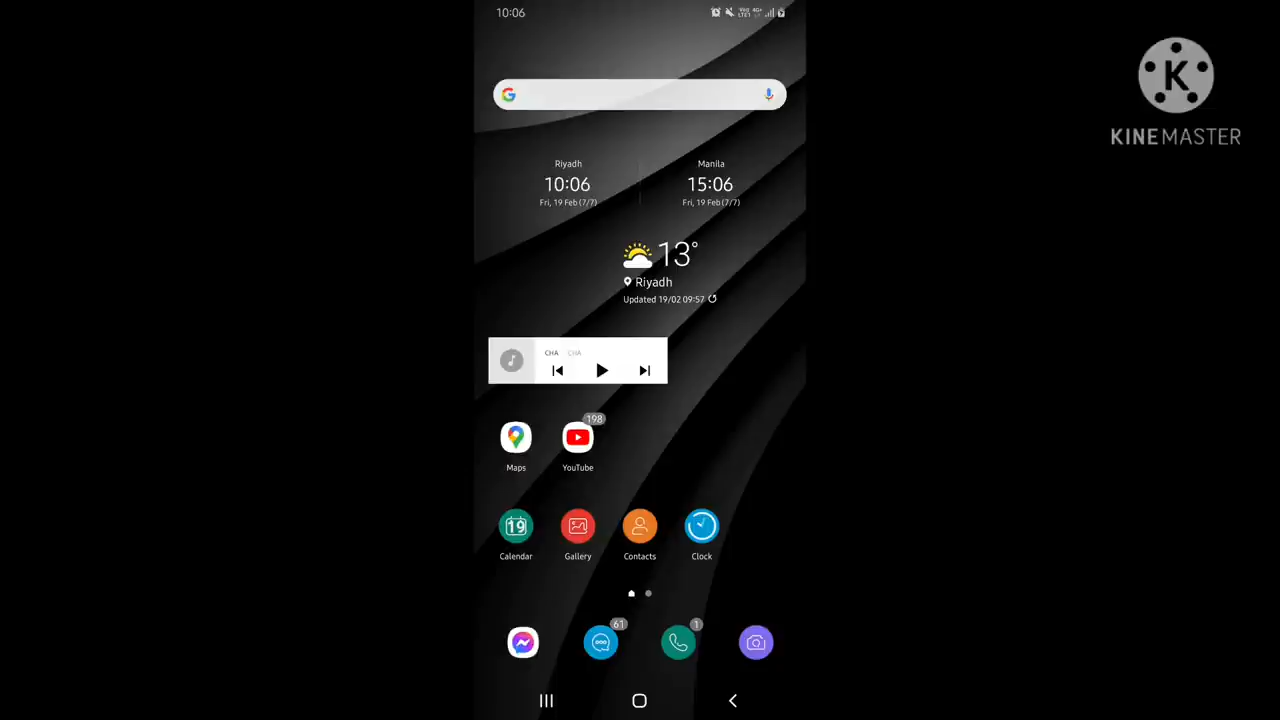 10:06
K
KINEMASTER
Riyadh
10:06
Fri, 19 Feb (7/7)
Manila
15:06
Fri, 19 Feb (7/7)
13°
Riyadh
Updated 19/02 09:57
CHA CHA
198
Maps
YouTube
19
Calendar
Gallery
Contacts
Clock
61
1